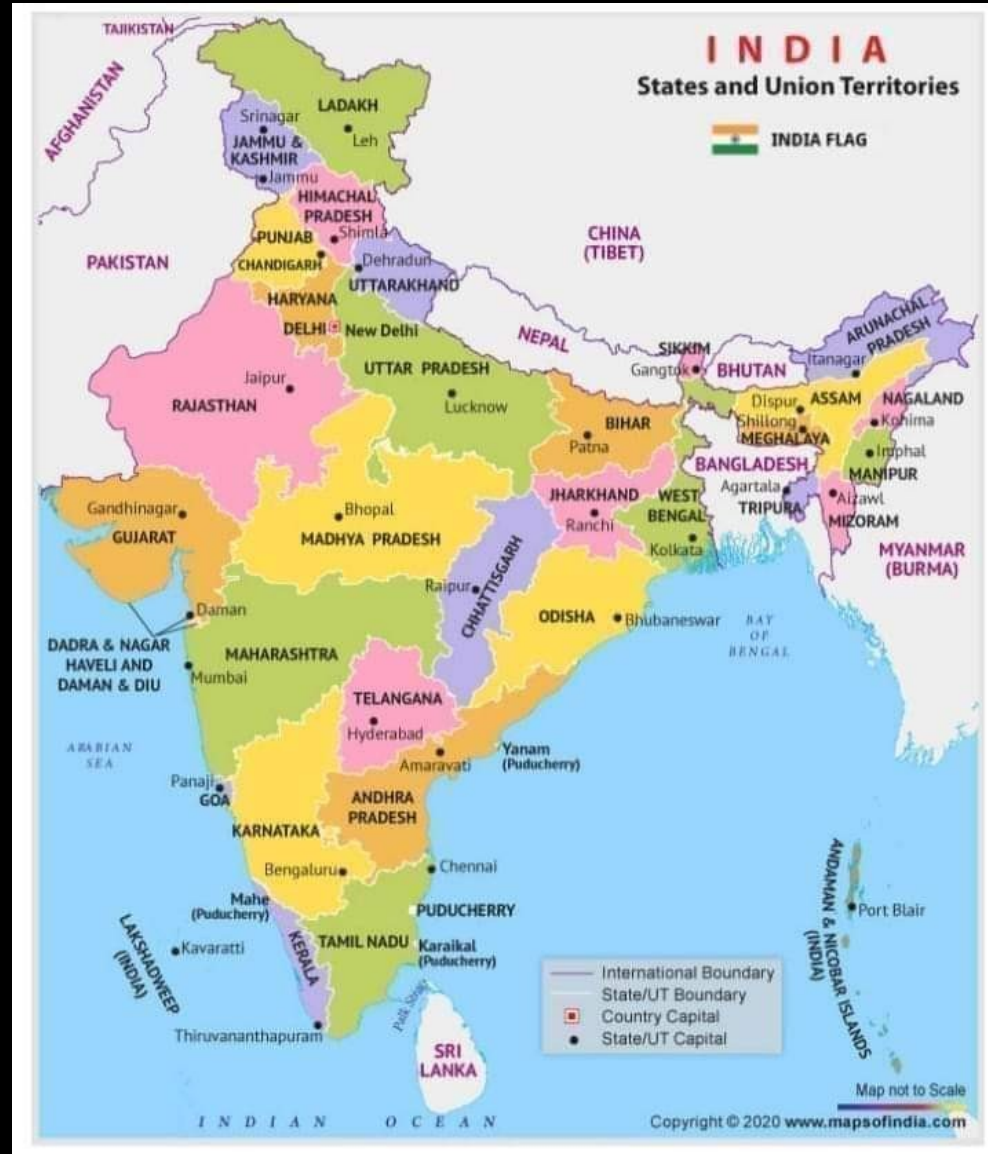 INDIA
States and Union Territories
INDIA FLAG
TAJIKISTAN
AFGHANISTAN
PAKISTAN
CHINA
(TIBET)
NEPAL
BHUTAN
BANGLADESH
MYANMAR
(BURMA)
SRI
LANKA
LADAKH
Leh
Srinagar
JAMMU &
KASHMIR
Jammu
HIMACHAL
PRADESH
Shimla
PUNJAB
CHANDIGARH
Dehradun
UTTARAKHAND
HARYANA
DELHI
New Delhi
UTTAR PRADESH
Lucknow
Jaipur
RAJASTHAN
SIKKIM
Gangtok
ARUNACHAL
PRADESH
Itanagar
Dispur
ASSAM
NAGALAND
Kohima
Shillong
MEGHALAYA
Imphal
MANIPUR
Agartala
TRIPURA
Aizawl
MIZORAM
BIHAR
Patna
JHARKHAND
Ranchi
WEST
BENGAL
Kolkata
Gandhinagar
GUJARAT
Bhopal
MADHYA PRADESH
Raipur
CHHATTISGARH
ODISHA
Bhubaneswar
BAY
OF
BENGAL
Daman
DADRA & NAGAR
HAVELI AND
DAMAN & DIU
MAHARASHTRA
Mumbai
TELANGANA
Hyderabad
ARABIAN
SEA
Yanam
(Puducherry)
Amaravati
Panaji
GOA
ANDHRA
PRADESH
KARNATAKA
Bengaluru
Chennai
Mahe
(Puducherry)
PUDUCHERRY
KERALA
TAMIL NADU
Karaikal
(Puducherry)
LAKSHADWEEP
(INDIA)
Kavaratti
Thiruvananthapuram
Palk Strait
ANDAMAN & NICOBAR ISLANDS
(INDIA)
Port Blair
International Boundary
State/UT Boundary
Country Capital
State/UT Capital
Map not to Scale
INDIAN OCEAN
Copyright © 2020 www.mapsofindia.com